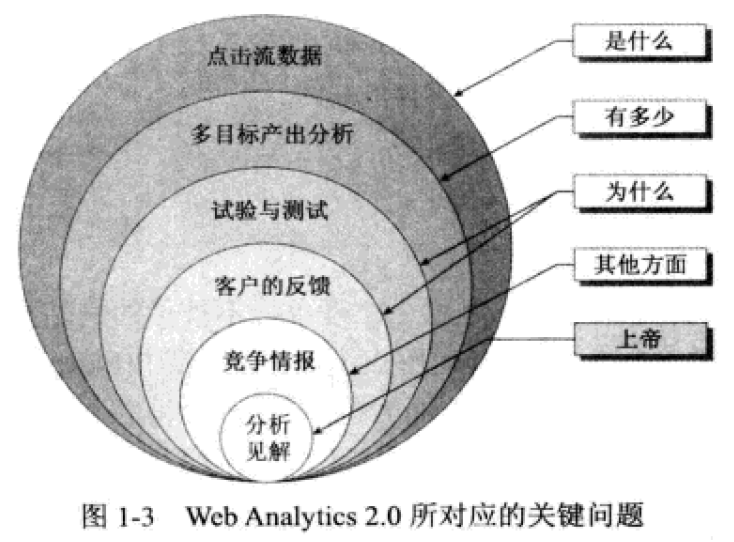 点击流数据
是什么
多目标产出分析
有多少
试验与测试
为什么
客户的反馈
其他方面
竞争情报
上帝
分析
见解
图 1-3 Web Analytics 2.0 所对应的关键问题